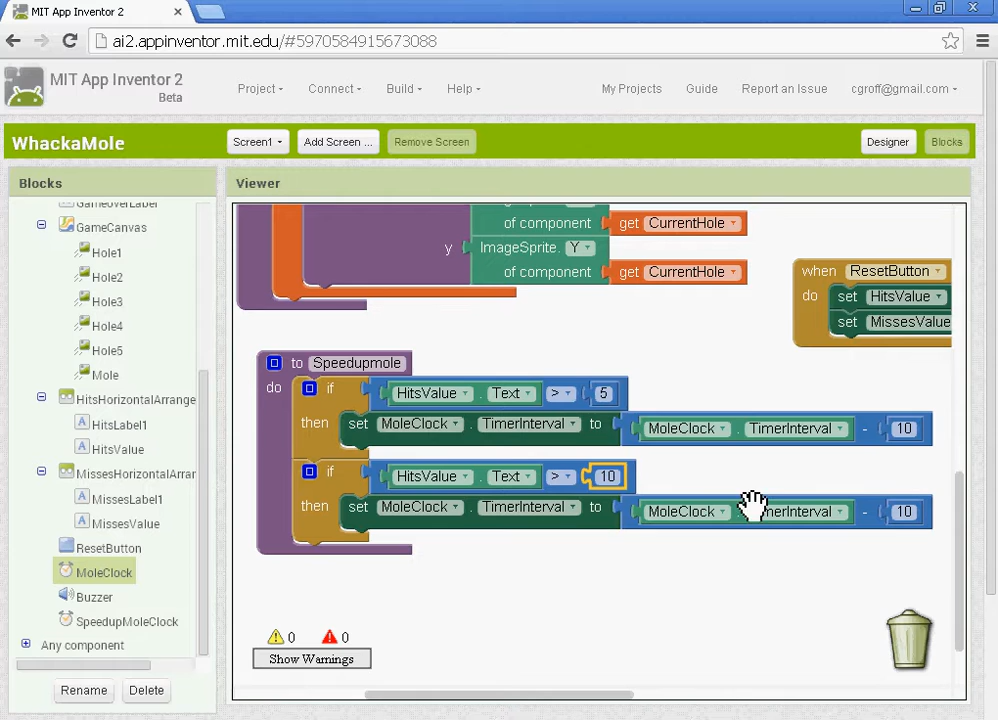 MIT App Inventor 2
ai2.appinventor.mit.edu/#5970584915673088
MIT App Inventor 2
Beta
Project
Connect
Build
Help
My Projects
Guide
Report an Issue
cgroff@gmail.com
WhackaMole
Screen1
Add Screen ...
Remove Screen
Designer
Blocks
Blocks
Viewer
GameOverLabel
GameCanvas
Hole1
Hole2
Hole3
Hole4
Hole5
Mole
HitsHorizontalArrange
HitsLabel1
HitsValue
MissesHorizontalArran
MissesLabel1
MissesValue
ResetButton
MoleClock
Buzzer
SpeedupMoleClock
Any component
Rename
Delete
of component get CurrentHole
y ImageSprite. Y
of component get CurrentHole
when ResetButton
do set HitsValue
set MissesValue
to Speedupmole
do if HitsValue . Text > 5
then set MoleClock . TimerInterval to MoleClock . TimerInterval - 10
if HitsValue . Text > 10
then set MoleClock . TimerInterval to MoleClock merInterval - 10
0 0
Show Warnings